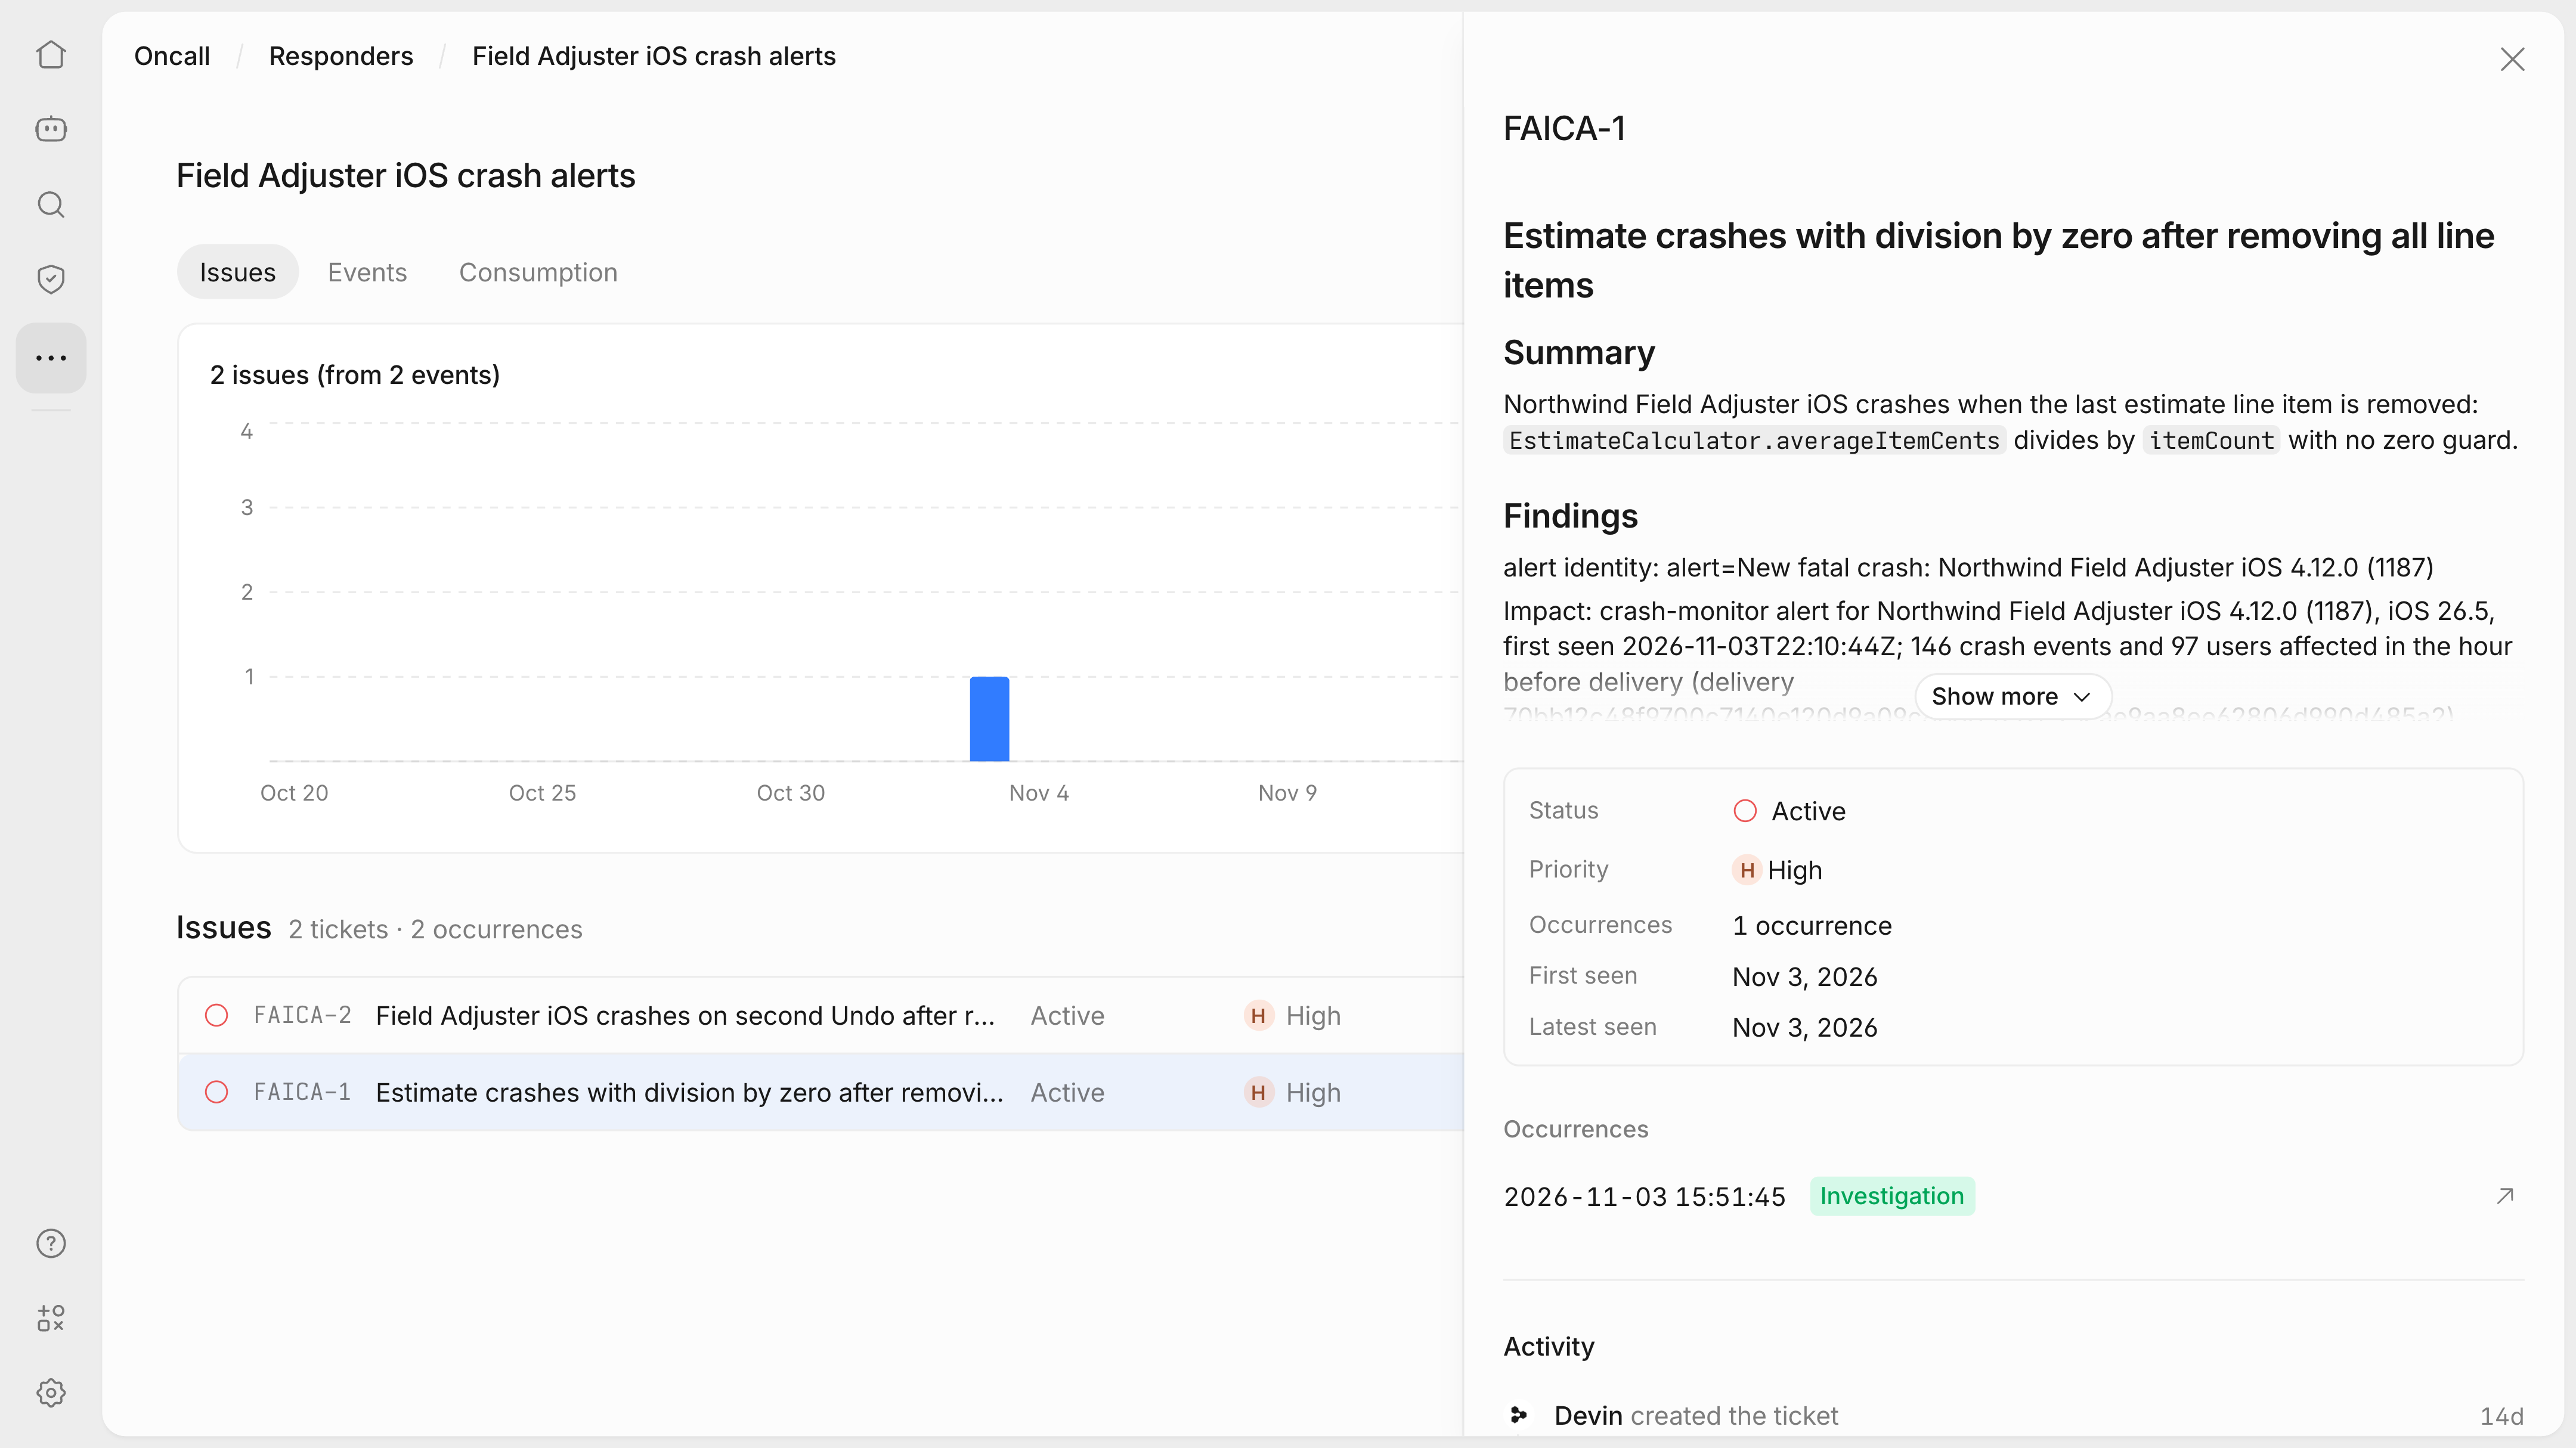 Oncall / Responders / Field Adjuster iOS crash alerts
Field Adjuster iOS crash alerts
Issues Events Consumption
2 issues (from 2 events)
4
3
2
1
Oct 20 Oct 25 Oct 30 Nov 4 Nov 9
Issues 2 tickets · 2 occurrences
FAICA-2 Field Adjuster iOS crashes on second Undo after r... Active H High
FAICA-1 Estimate crashes with division by zero after removi... Active H High
FAICA-1
Estimate crashes with division by zero after removing all line
items
Summary
Northwind Field Adjuster iOS crashes when the last estimate line item is removed:
EstimateCalculator.averageItemCents divides by itemCount with no zero guard.
Findings
alert identity: alert=New fatal crash: Northwind Field Adjuster iOS 4.12.0 (1187)
Impact: crash-monitor alert for Northwind Field Adjuster iOS 4.12.0 (1187), iOS 26.5,
first seen 2026-11-03T22:10:44Z; 146 crash events and 97 users affected in the hour
before delivery (delivery
Show more
Status Active
Priority H High
Occurrences 1 occurrence
First seen Nov 3, 2026
Latest seen Nov 3, 2026
Occurrences
2026-11-03 15:51:45 Investigation
Activity
Devin created the ticket 14d